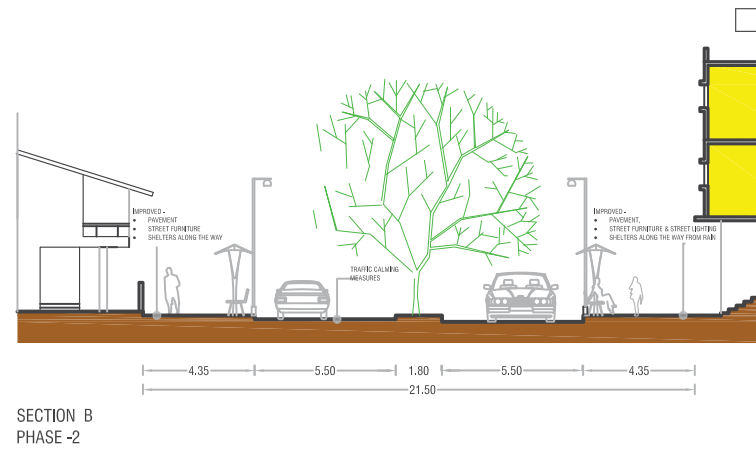 IMPROVED -
• PAVEMENT
• STREET FURNITURE
• SHELTERS ALONG THE WAY
TRAFFIC CALMING
MEASURES
IMPROVED -
• PAVEMENT,
• STREET FURNITURE & STREET LIGHTING
• SHELTERS ALONG THE WAY FROM RAIN
4.35 5.50 1.80 5.50 4.35
21.50
SECTION B
PHASE -2